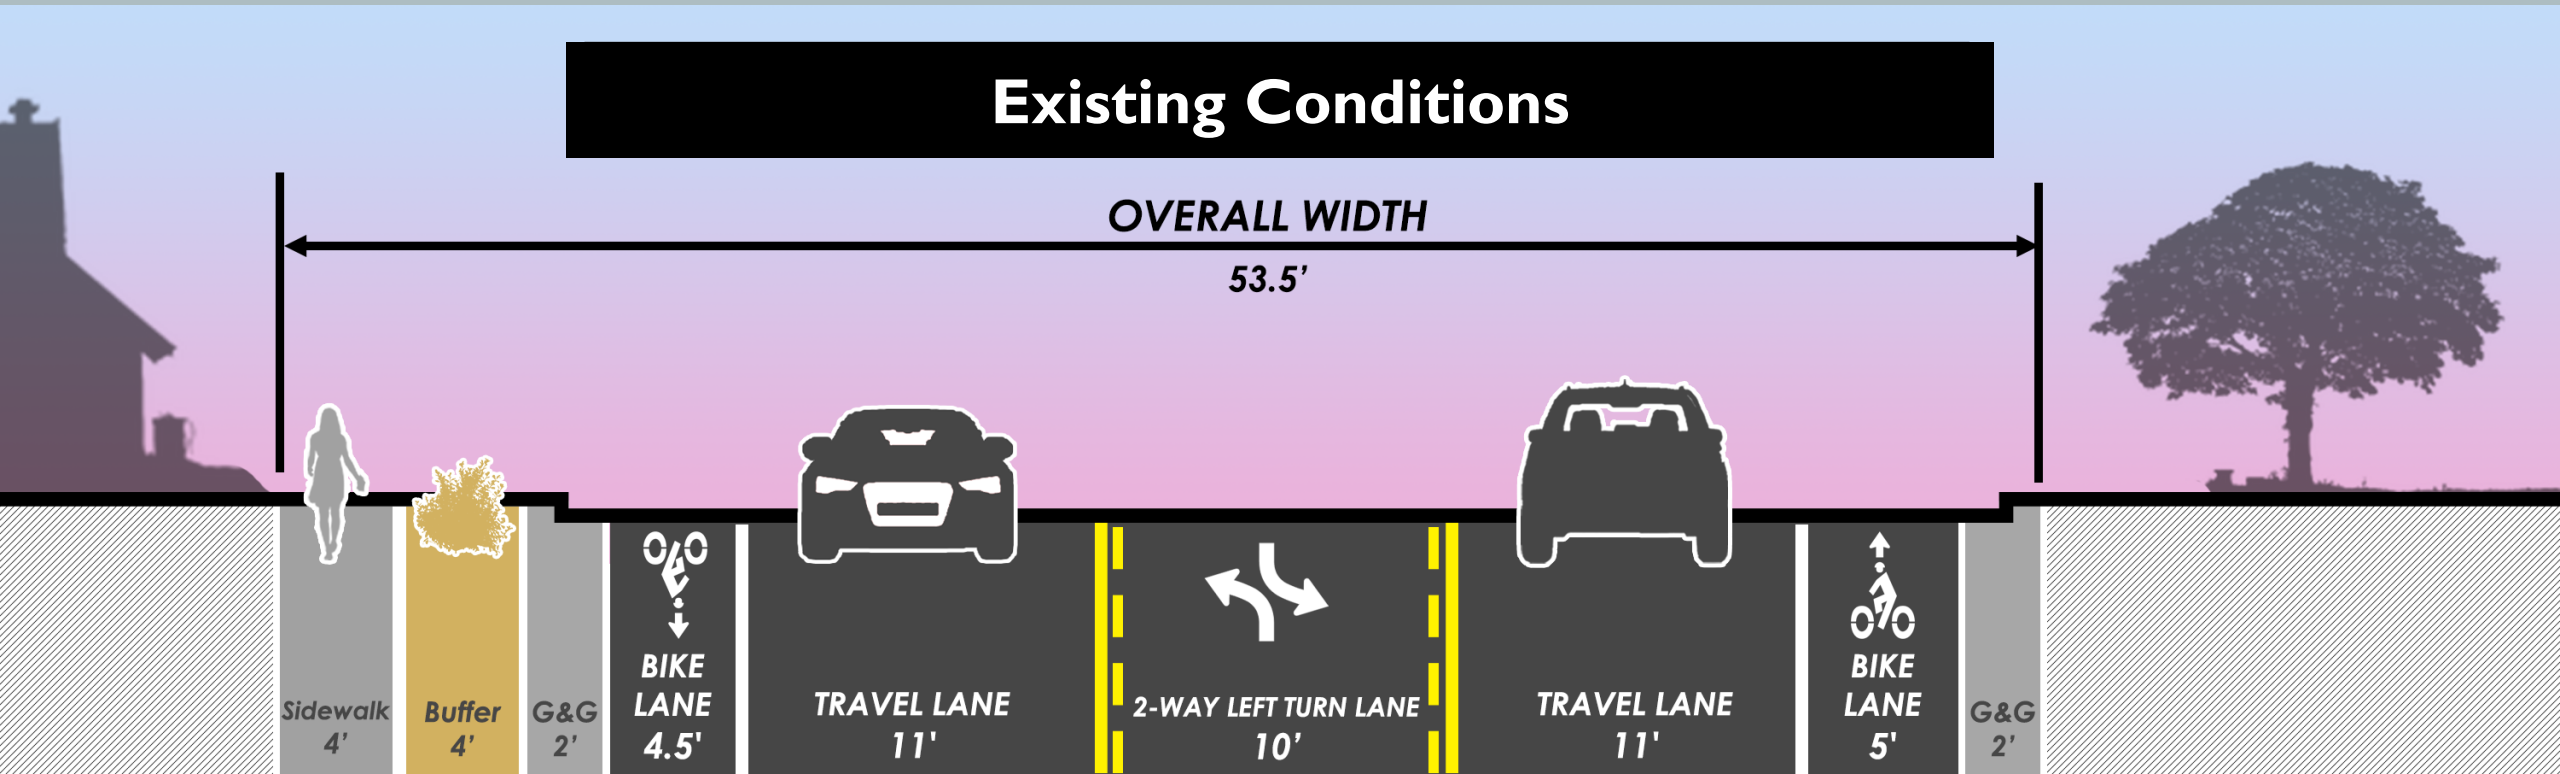 Existing Conditions
OVERALL WIDTH
53.5’
Sidewalk
4’
Buffer
4’
G&G
2’
BIKE
LANE
4.5'
TRAVEL LANE
11'
2-WAY LEFT TURN LANE
10’
TRAVEL LANE
11'
BIKE
LANE
5'
G&G
2’